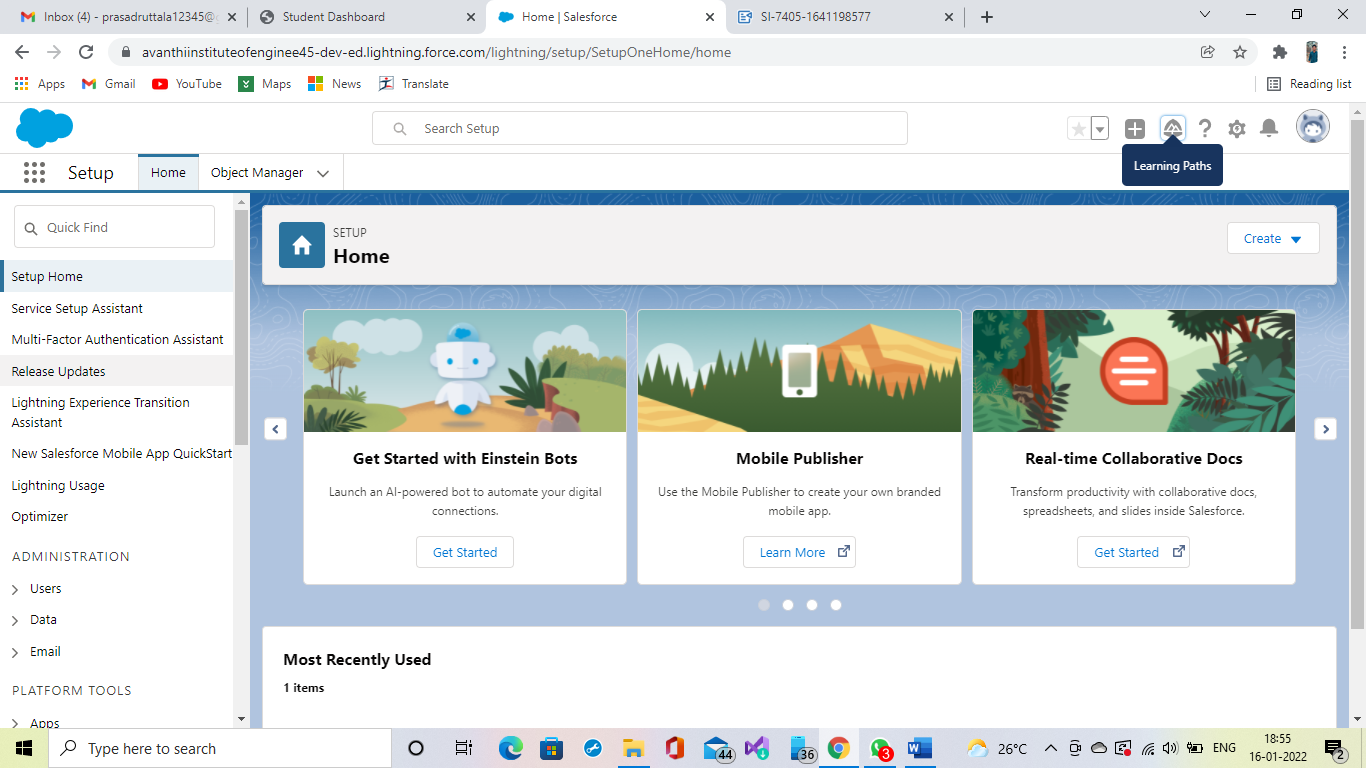 Inbox (4) - prasadruttala12345@g
Student Dashboard
Home | Salesforce
SI-7405-1641198577
avanthiinstituteofenginee45-dev-ed.lightning.force.com/lightning/setup/SetupOneHome/home
Apps
Gmail
YouTube
Maps
News
Translate
Reading list
Search Setup
Learning Paths
Setup
Home
Object Manager
Quick Find
Setup Home
Service Setup Assistant
Multi-Factor Authentication Assistant
Release Updates
Lightning Experience Transition
Assistant
New Salesforce Mobile App QuickStart
Lightning Usage
Optimizer
ADMINISTRATION
Users
Data
Email
PLATFORM TOOLS
Apps
SETUP
Home
Create
Get Started with Einstein Bots
Launch an AI-powered bot to automate your digital
connections.
Get Started
Mobile Publisher
Use the Mobile Publisher to create your own branded
mobile app.
Learn More
Real-time Collaborative Docs
Transform productivity with collaborative docs,
spreadsheets, and slides inside Salesforce.
Get Started
Most Recently Used
1 items
Type here to search
44
36
3
26°C
ENG
18:55
16-01-2022
2